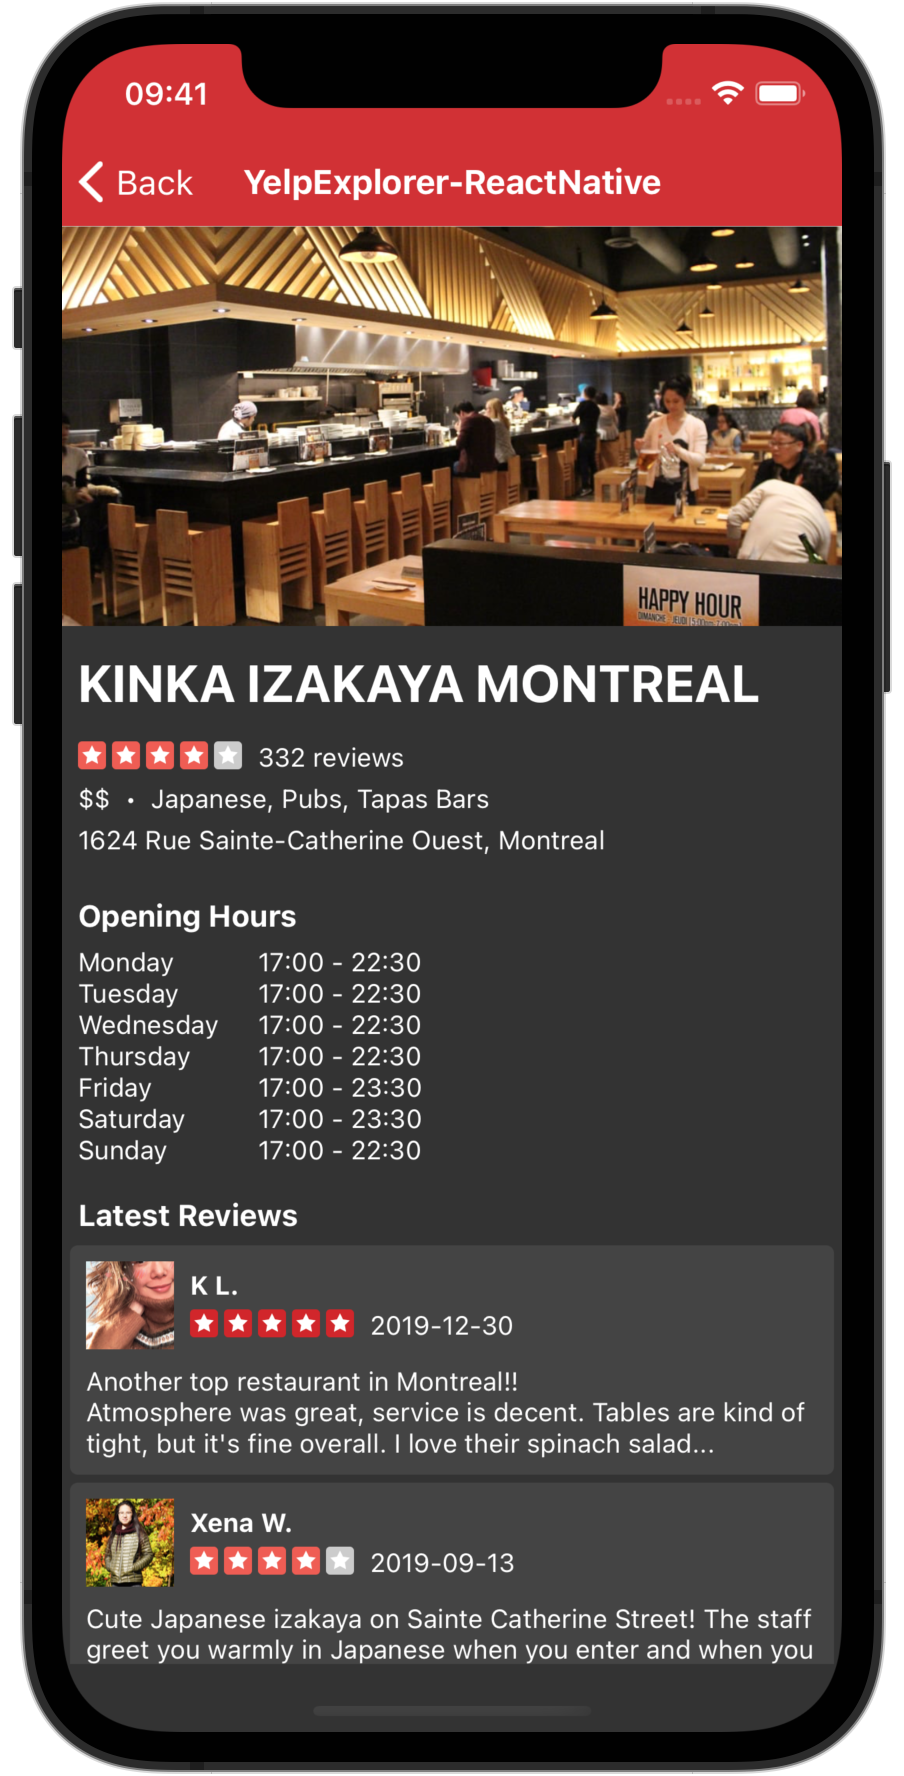 09:41
Back YelpExplorer-ReactNative
HAPPY HOUR
KINKA IZAKAYA MONTREAL
332 reviews
$$ • Japanese, Pubs, Tapas Bars
1624 Rue Sainte-Catherine Ouest, Montreal
Opening Hours
Monday 17:00 - 22:30
Tuesday 17:00 - 22:30
Wednesday 17:00 - 22:30
Thursday 17:00 - 22:30
Friday 17:00 - 23:30
Saturday 17:00 - 23:30
Sunday 17:00 - 22:30
Latest Reviews
K L.
2019-12-30
Another top restaurant in Montreal!!
Atmosphere was great, service is decent. Tables are kind of
tight, but it's fine overall. I love their spinach salad...
Xena W.
2019-09-13
Cute Japanese izakaya on Sainte Catherine Street! The staff
greet you warmly in Japanese when you enter and when you